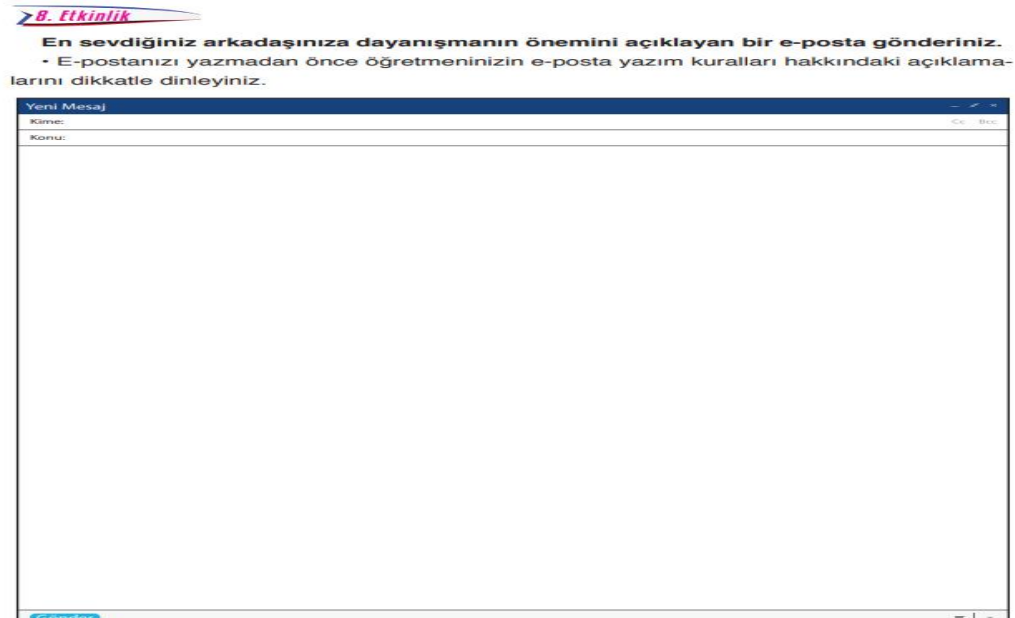 8. Etkinlik
En sevdiğiniz arkadaşınıza dayanışmanın önemini açıklayan bir e-posta gönderiniz.
• E-postanızı yazmadan önce öğretmeninizin e-posta yazım kuralları hakkındaki açıklama-
larını dikkatle dinleyiniz.
Yeni Mesaj
Kime: Cc Bcc
Konu:
Gönder